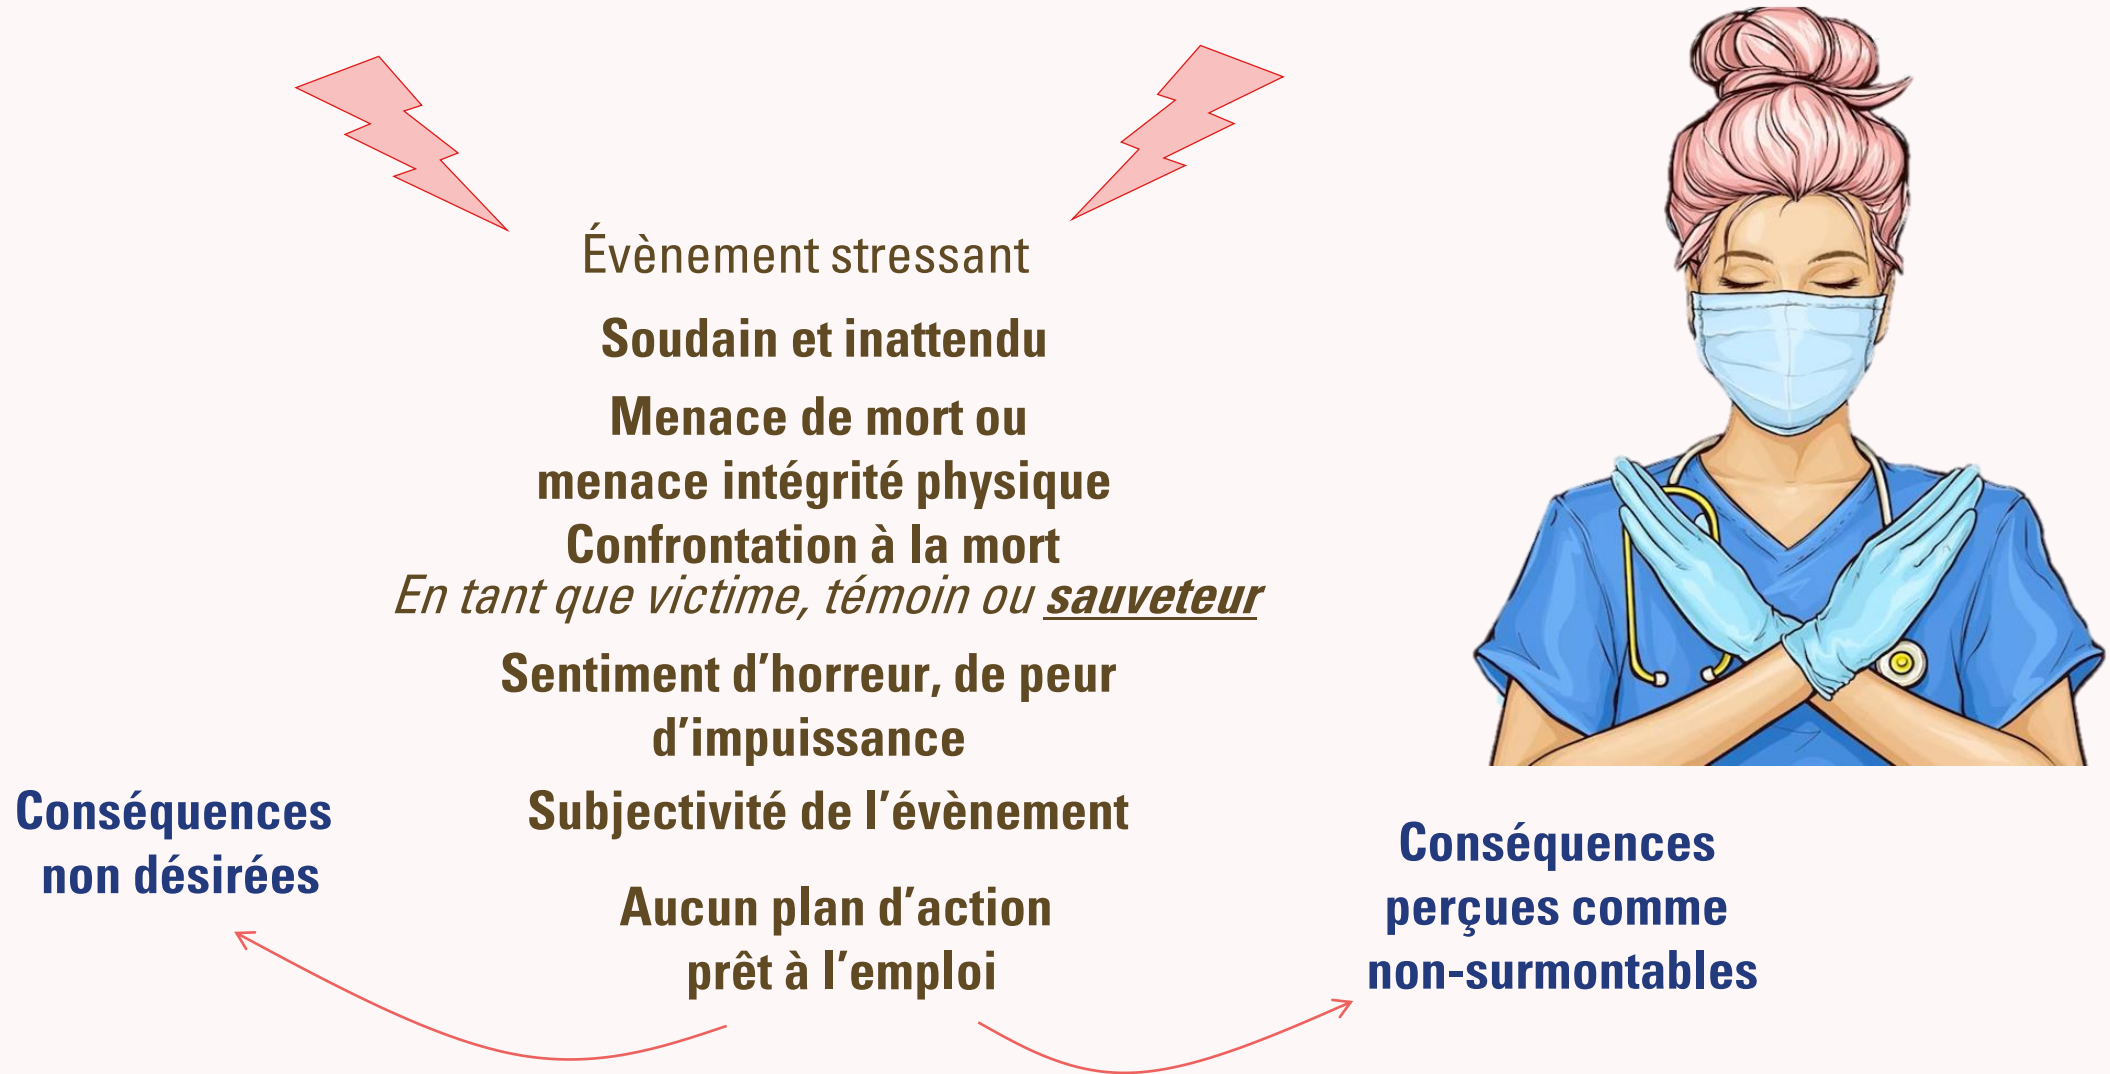 Évènement stressant
Soudain et inattendu
Menace de mort ou
menace intégrité physique
Confrontation à la mort
En tant que victime, témoin ou sauveteur
Sentiment d’horreur, de peur
d’impuissance
Subjectivité de l’évènement
Aucun plan d’action
prêt à l’emploi
Conséquences
non désirées
Conséquences
perçues comme
non-surmontables